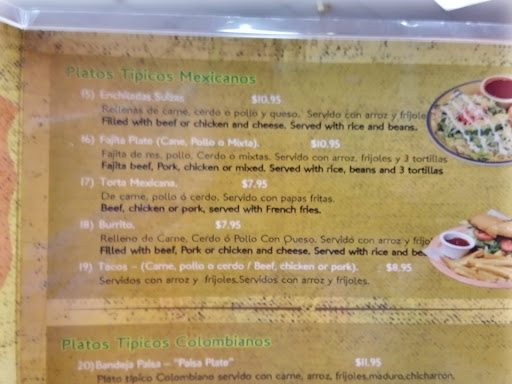 Platos Tipicos Mexicanos
15) Enchiladas Suizas $10.95
Rellenas de carne, cerdo o pollo y queso. Servido con arroz y frijole
Filled with beef or chicken and cheese. Served with rice and beans.
16) Fajita Plate (Cane, Pollo o Mixta). $10.95
Fajita de res, pollo, Cerdo o mixtas. Servido con arroz, frijoles y 3 tortillas
Fajita beef, Pork, chicken or mixed. Served with rice, beans and 3 tortillas
17) Torta Mexicana. $7.95
De carne, pollo ó cerdo. Servido con papas fritas.
Beef, chicken or pork, served with French fries.
18) Burrito. $7.95
Relleno de Carne, Cerdo ó Pollo Con Queso. Servido con arroz y frijo
Filled with beef, Pork or chicken and cheese, Served with rice and be
19) Tacos – (Carne, pollo o cerdo / Beef, chicken or pork). $8.95
Servidos con arroz y frijoles.Servidos con arroz y frijoles.
Platos Tipicos Colombianos
20)Bandeja Paisa – "Paisa Plate" $11.95
Plato típico Colombiano servido con carne, arroz, frijoles,maduro,chicharron,